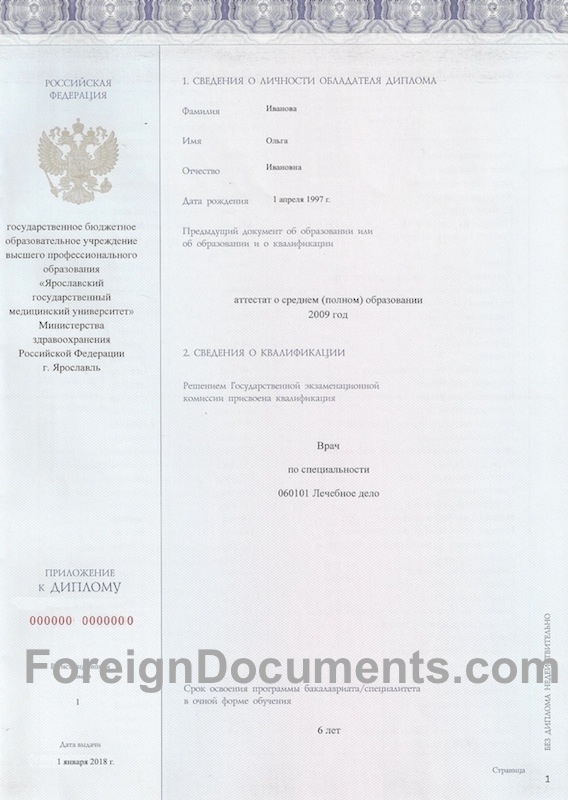 РОССИЙСКАЯ
ФЕДЕРАЦИЯ
государственное бюджетное
образовательное учреждение
высшего профессионального
образования
«Ярославский
государственный
медицинский университет»
Министерства
здравоохранения
Российской Федерации
г. Ярославль
ПРИЛОЖЕНИЕ
К ДИПЛОМУ
000000 0000000
1
Дата выдачи
1 января 2018 г.
1. СВЕДЕНИЯ О ЛИЧНОСТИ ОБЛАДАТЕЛЯ ДИПЛОМА
Фамилия Иванова
Имя Ольга
Отчество Ивановна
Дата рождения 1 апреля 1997 г.
Предыдущий документ об образовании или
об образовании и о квалификации
аттестат о среднем (полном) образовании
2009 год
2. СВЕДЕНИЯ О КВАЛИФИКАЦИИ
Решением Государственной экзаменационной
комиссии присвоена квалификация
Врач
по специальности
060101 Лечебное дело
ForeignDocuments.com
Срок освоения программы бакалавриата/специалитета
в очной форме обучения
6 лет
БЕЗ ДИПЛОМА НЕДЕЙСТВИТЕЛЬНО
Страница 1